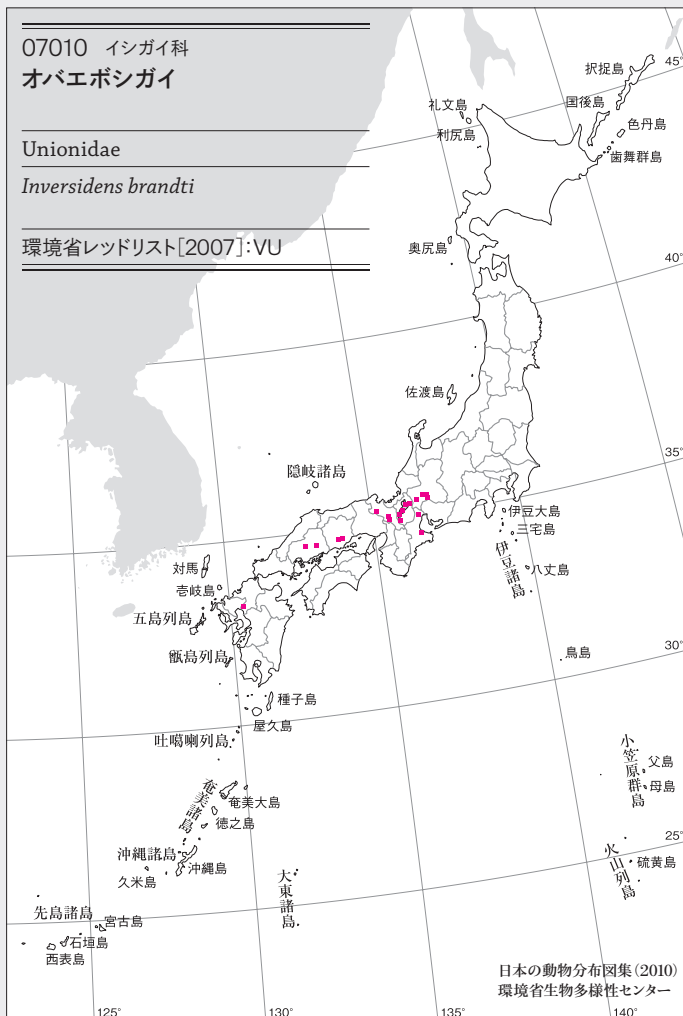 07010 イシガイ科
オバエボシガイ
Unionidae
Inversidens brandti
環境省レッドリスト[2007]:VU
択捉島
45°
国後島
礼文島
色丹島
利尻島
歯舞群島
奥尻島
40°
佐渡島
35°
隠岐諸島
伊豆大島
三宅島
伊豆諸島
八丈島
対馬
壱岐島
五島列島
甑島列島
鳥島
30°
種子島
屋久島
吐噶喇列島
小笠原群島
父島
母島
奄美諸島
奄美大島
徳之島
25°
沖縄諸島
沖縄島
久米島
大東諸島
火山列島
硫黄島
先島諸島
宮古島
石垣島
西表島
日本の動物分布図集(2010)
環境省生物多様性センター
125°
130°
135°
140°